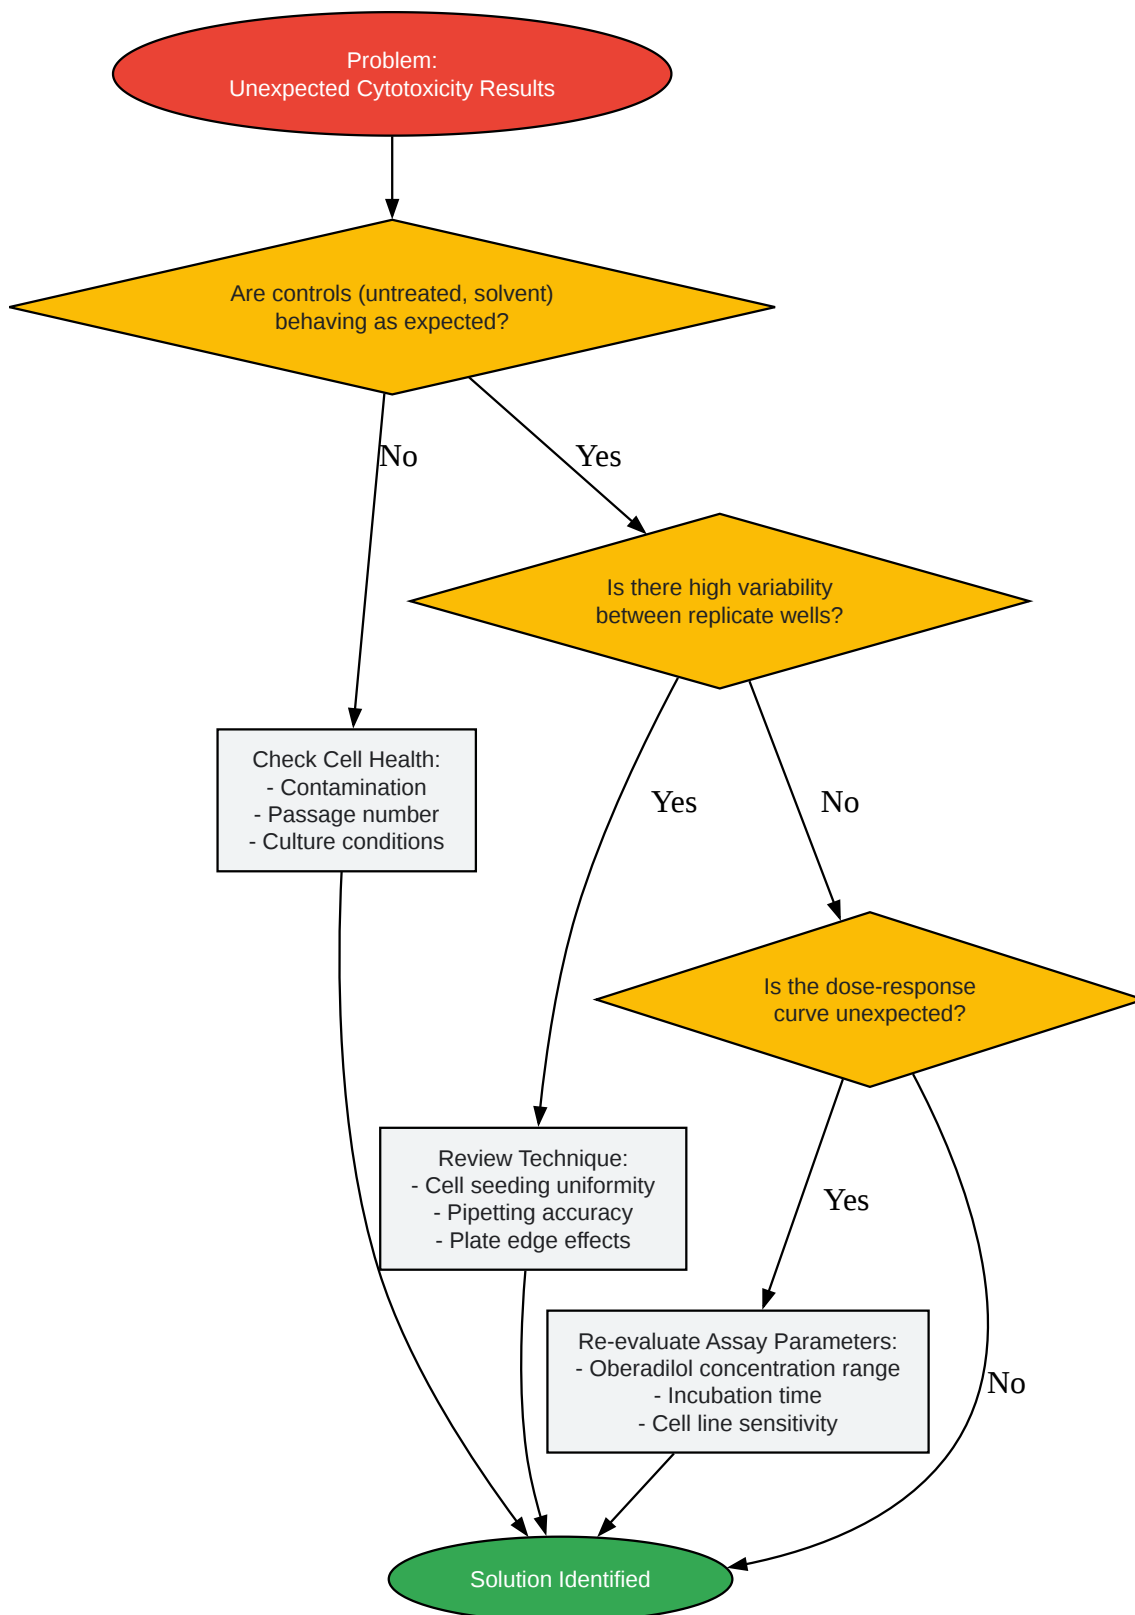 Problem:
Unexpected Cytotoxicity Results
Are controls (untreated, solvent)
behaving as expected?
No
Yes
Is there high variability
between replicate wells?
Check Cell Health:
- Contamination
- Passage number
- Culture conditions
Yes
No
Is the dose-response
curve unexpected?
Review Technique:
- Cell seeding uniformity
- Pipetting accuracy
- Plate edge effects
Yes
Re-evaluate Assay Parameters:
- Oberadilol concentration range
- Incubation time
- Cell line sensitivity
No
Solution Identified